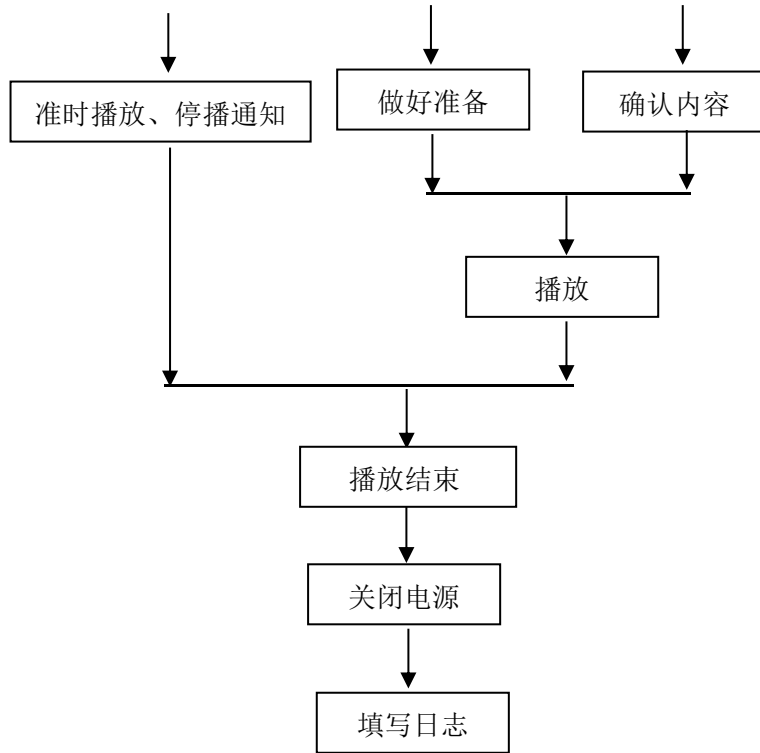 准时播放、停播通知
做好准备
确认内容
播放
播放结束
关闭电源
填写日志